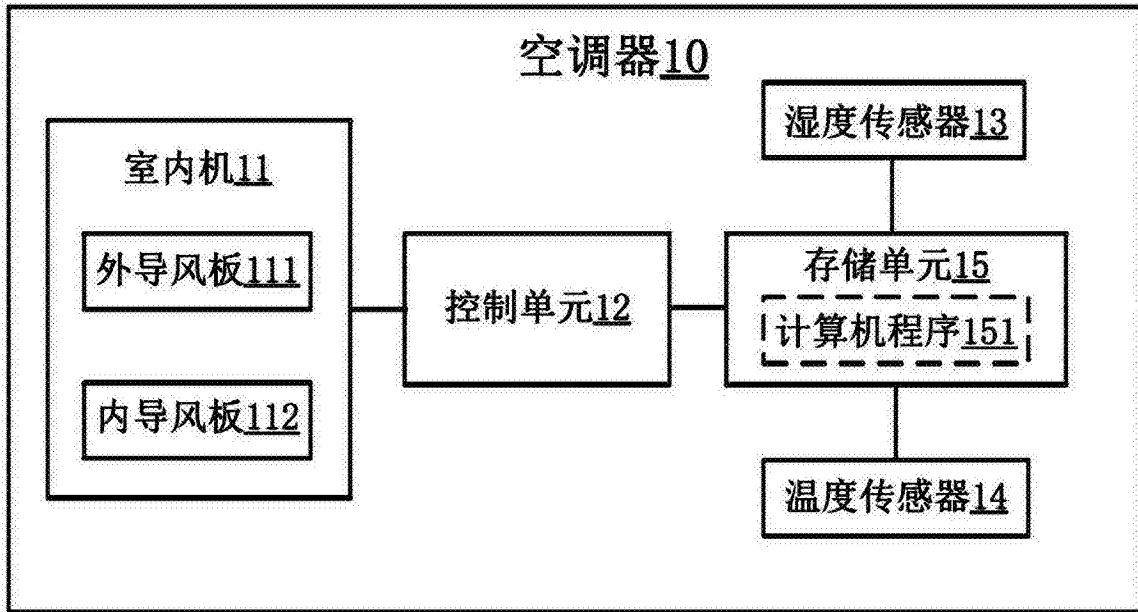 空调器10
室内机11
外导风板111
内导风板112
控制单元12
湿度传感器13
存储单元15
计算机程序151
温度传感器14